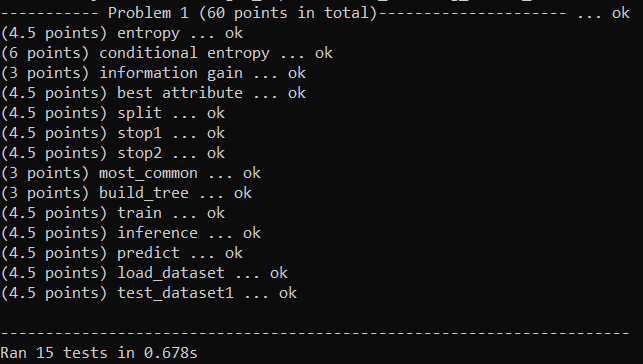 ----------- Problem 1 (60 points in total)--------------------- ... ok
(4.5 points) entropy ... ok
(6 points) conditional entropy ... ok
(3 points) information gain ... ok
(4.5 points) best attribute ... ok
(4.5 points) split ... ok
(4.5 points) stop1 ... ok
(4.5 points) stop2 ... ok
(3 points) most_common ... ok
(3 points) build_tree ... ok
(4.5 points) train ... ok
(4.5 points) inference ... ok
(4.5 points) predict ... ok
(4.5 points) load_dataset ... ok
(4.5 points) test_dataset1 ... ok
----------------------------------------------------------------------
Ran 15 tests in 0.678s